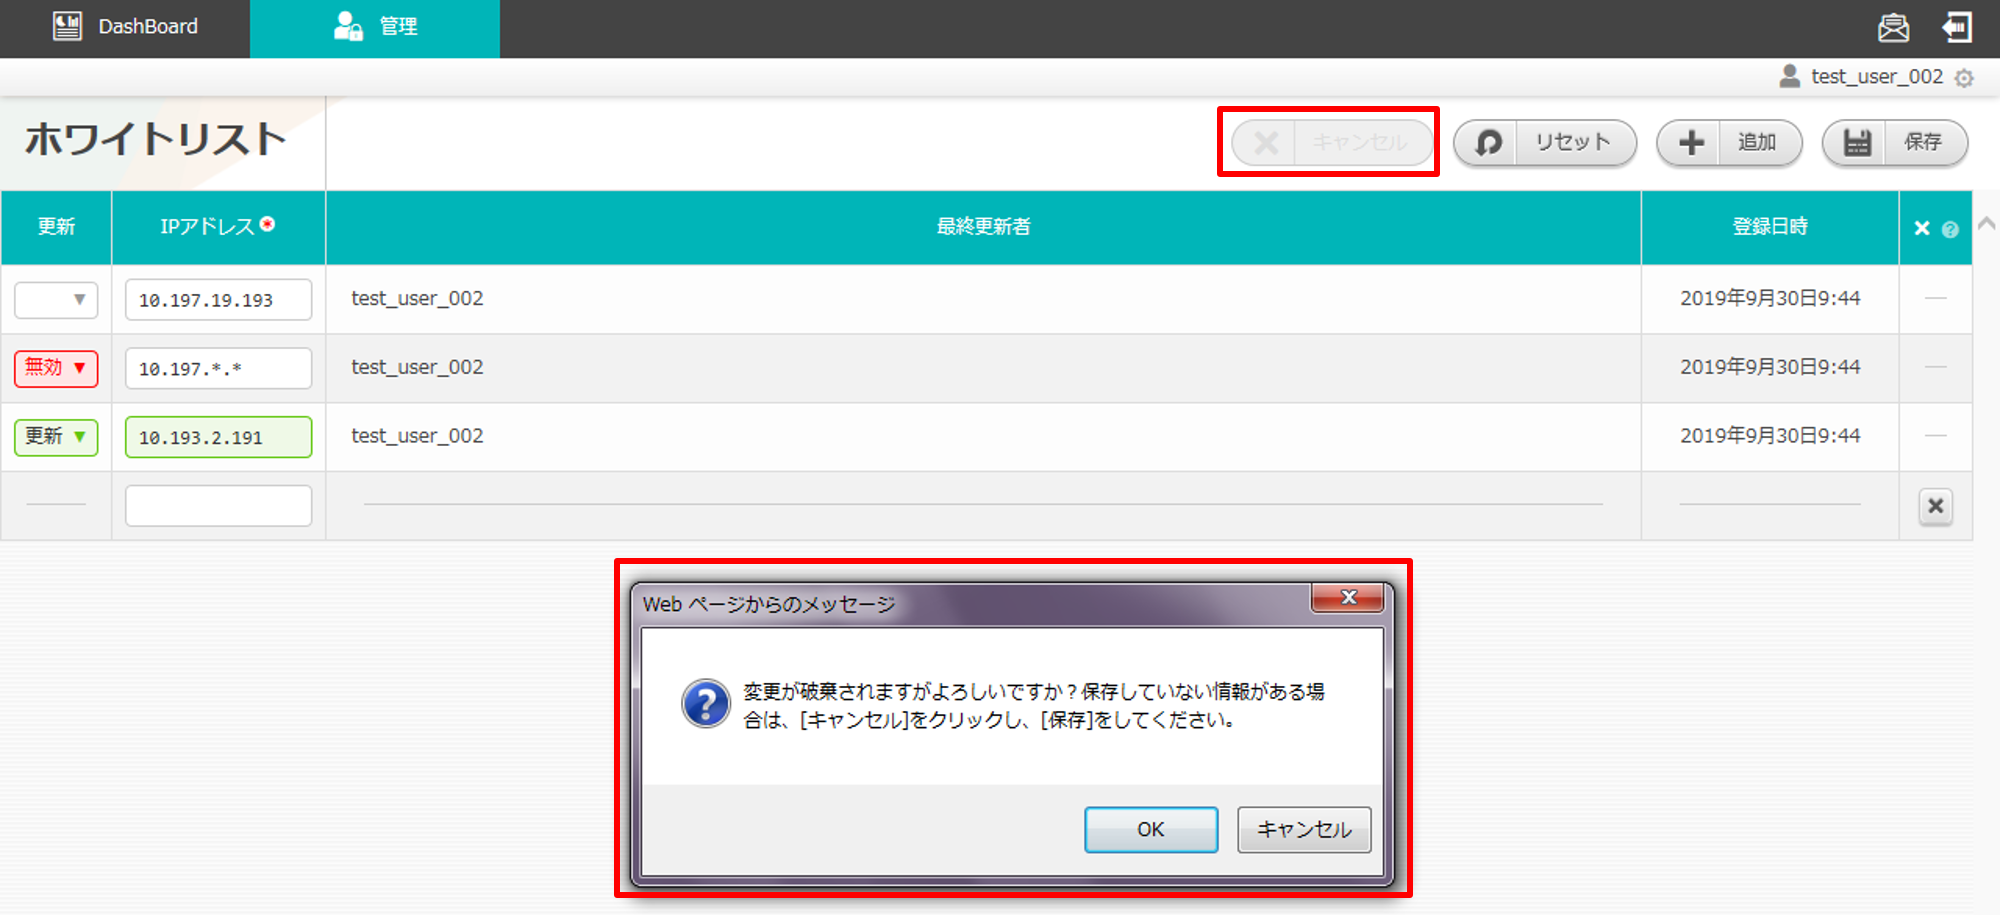 DashBoard
管理
test_user_002
ホワイトリスト
キャンセル
リセット
追加
保存
更新
IPアドレス
最終更新者
登録日時
10.197.19.193
test_user_002
2019年9月30日9:44
無効 ▼
10.197.*.*
test_user_002
2019年9月30日9:44
更新 ▼
10.193.2.191
test_user_002
2019年9月30日9:44
Web ページからのメッセージ
変更が破棄されますがよろしいですか？保存していない情報がある場
合は、[キャンセル]をクリックし、[保存]をしてください。
OK
キャンセル